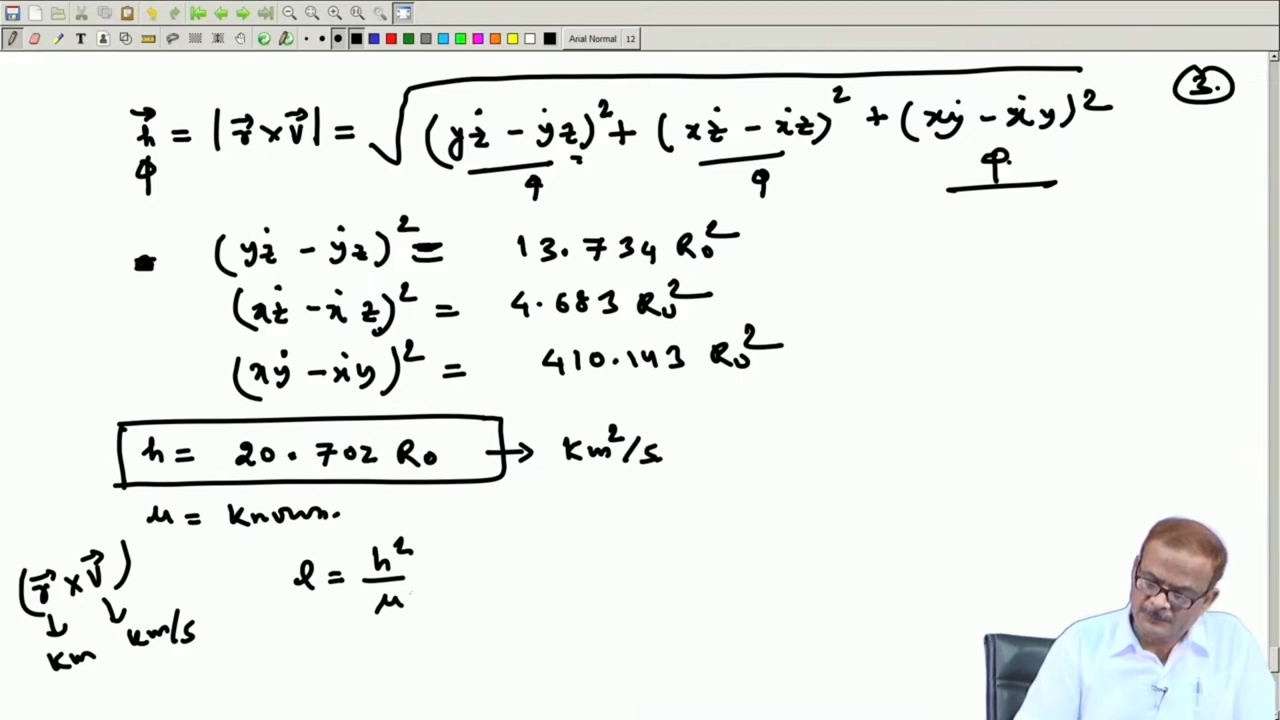 Arial Normal 12
3.
h⃗ = |r⃗ × v⃗| = √((yż − ẏz)² + (xż − ẋz)² + (xẏ − ẋy)²)
(yż − ẏz)² = 13.734 R₀²
(xż − ẋz)² = 4.683 R₀²
(xẏ − ẋy)² = 410.143 R₀²
h = 20.702 R₀ → km²/s
μ = known.
(r⃗ × v⃗)
l = h²/μ
km km/s